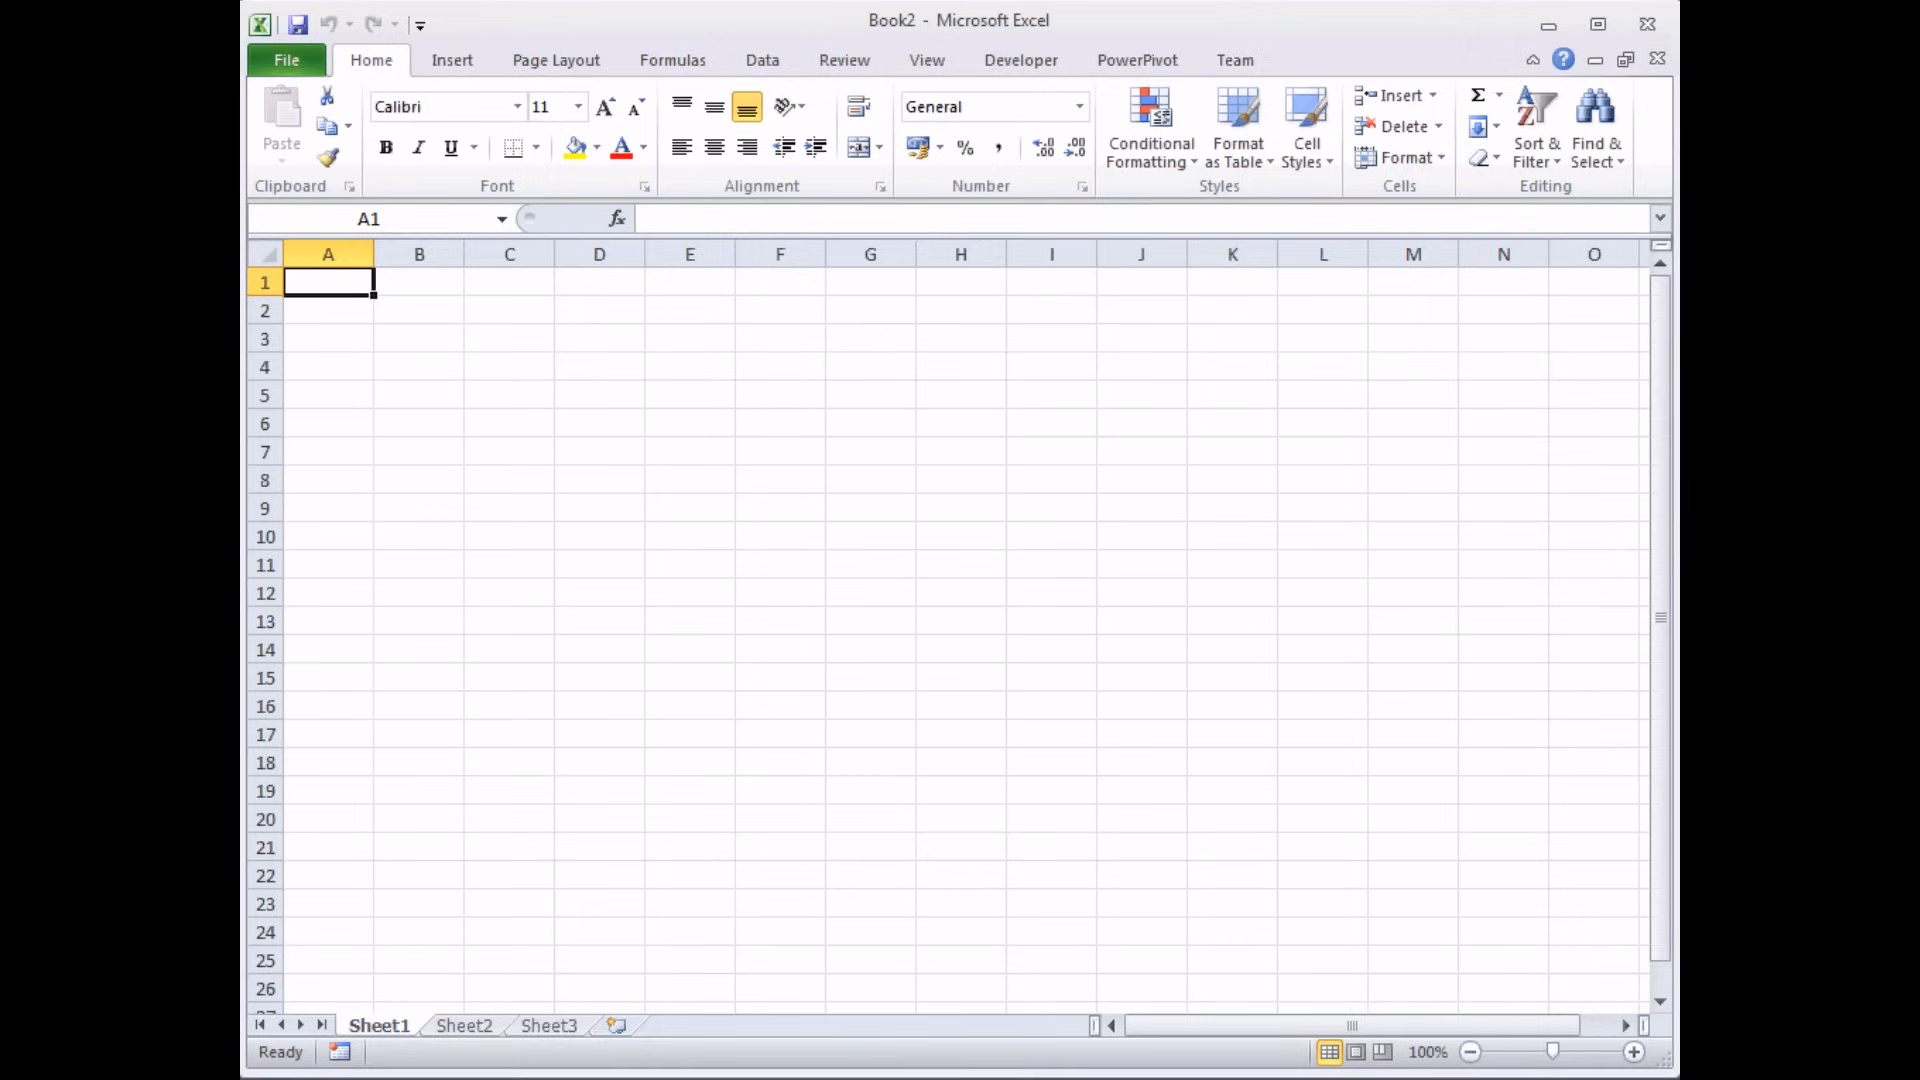 Book2 - Microsoft Excel
File Home Insert Page Layout Formulas Data Review View Developer PowerPivot Team
Paste
Calibri 11
General
Conditional Formatting
Format as Table
Cell Styles
Insert
Delete
Format
Sort & Filter
Find & Select
Clipboard Font Alignment Number Styles Cells Editing
A1 fx
A B C D E F G H I J K L M N O
1
2
3
4
5
6
7
8
9
10
11
12
13
14
15
16
17
18
19
20
21
22
23
24
25
26
Sheet1 Sheet2 Sheet3
Ready 100%